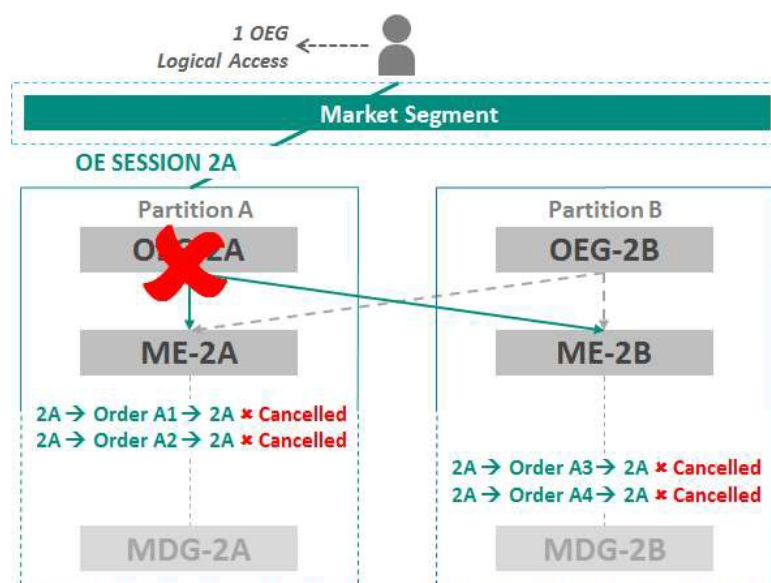 1 OEG
Logical Access
Market Segment
OE SESSION 2A
Partition A
Partition B
OEG-2B
ME-2A
ME-2B
2A → Order A1 → 2A ✖ Cancelled
2A → Order A2 → 2A ✖ Cancelled
2A → Order A3 → 2A ✖ Cancelled
2A → Order A4 → 2A ✖ Cancelled
MDG-2A
MDG-2B